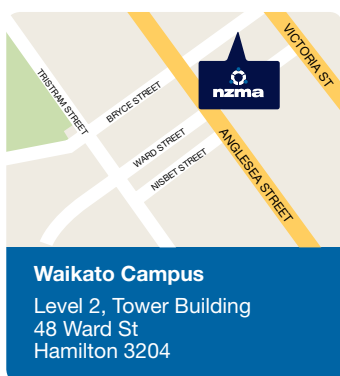 VICTORIA ST
TRISTRAM STREET
BRYCE STREET
nzma
WARD STREET
NISBET STREET
ANGLESEA STREET
Waikato Campus
Level 2, Tower Building
48 Ward St
Hamilton 3204